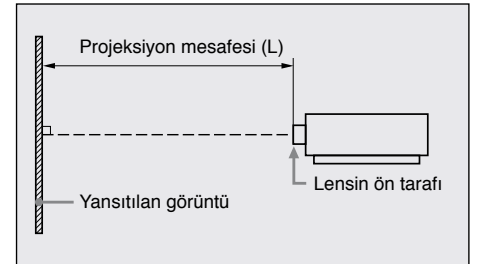 Projeksiyon mesafesi (L)
Lensin ön tarafı
Yansıtılan görüntü